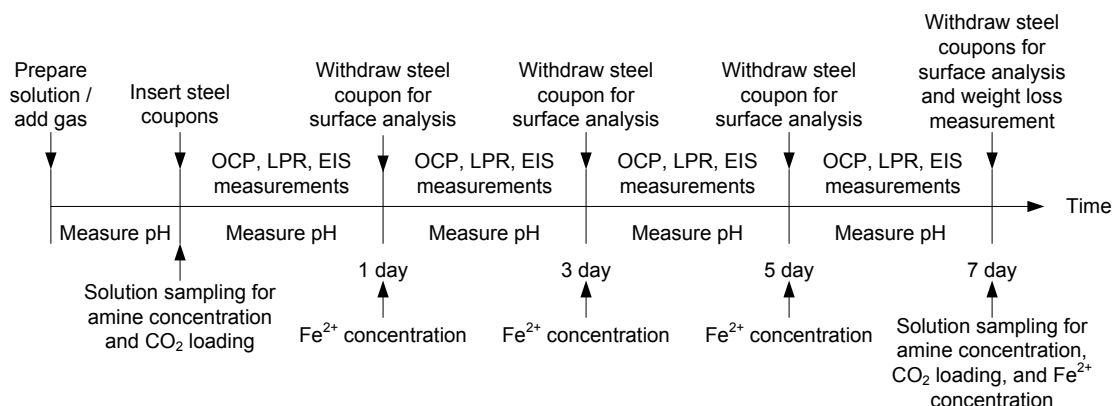 Prepare
solution /
add gas
Insert steel
coupons
Withdraw steel
coupon for
surface analysis
Withdraw steel
coupon for
surface analysis
Withdraw steel
coupon for
surface analysis
Withdraw steel
coupons for
surface analysis
and weight loss
measurement
OCP, LPR, EIS
measurements
OCP, LPR, EIS
measurements
OCP, LPR, EIS
measurements
OCP, LPR, EIS
measurements
Time
Measure pH
Measure pH
Measure pH
Measure pH
Measure pH
1 day
3 day
5 day
7 day
Solution sampling for
amine concentration
and CO₂ loading
Fe²⁺ concentration
Fe²⁺ concentration
Fe²⁺ concentration
Solution sampling for
amine concentration,
CO₂ loading, and Fe²⁺
concentration